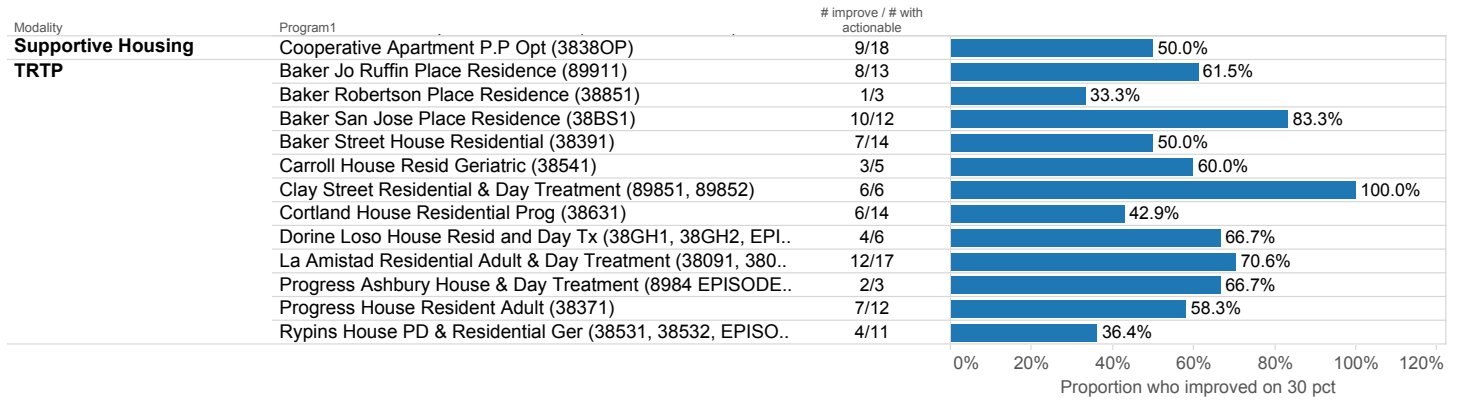 # improve / # with
Modality Program1 actionable
Supportive Housing Cooperative Apartment P.P Opt (3838OP) 9/18 50.0%
TRTP Baker Jo Ruffin Place Residence (89911) 8/13 61.5%
Baker Robertson Place Residence (38851) 1/3 33.3%
Baker San Jose Place Residence (38BS1) 10/12 83.3%
Baker Street House Residential (38391) 7/14 50.0%
Carroll House Resid Geriatric (38541) 3/5 60.0%
Clay Street Residential & Day Treatment (89851, 89852) 6/6 100.0%
Cortland House Residential Prog (38631) 6/14 42.9%
Dorine Loso House Resid and Day Tx (38GH1, 38GH2, EPI.. 4/6 66.7%
La Amistad Residential Adult & Day Treatment (38091, 380.. 12/17 70.6%
Progress Ashbury House & Day Treatment (8984 EPISODE.. 2/3 66.7%
Progress House Resident Adult (38371) 7/12 58.3%
Rypins House PD & Residential Ger (38531, 38532, EPISO.. 4/11 36.4%
0% 20% 40% 60% 80% 100% 120%
Proportion who improved on 30 pct